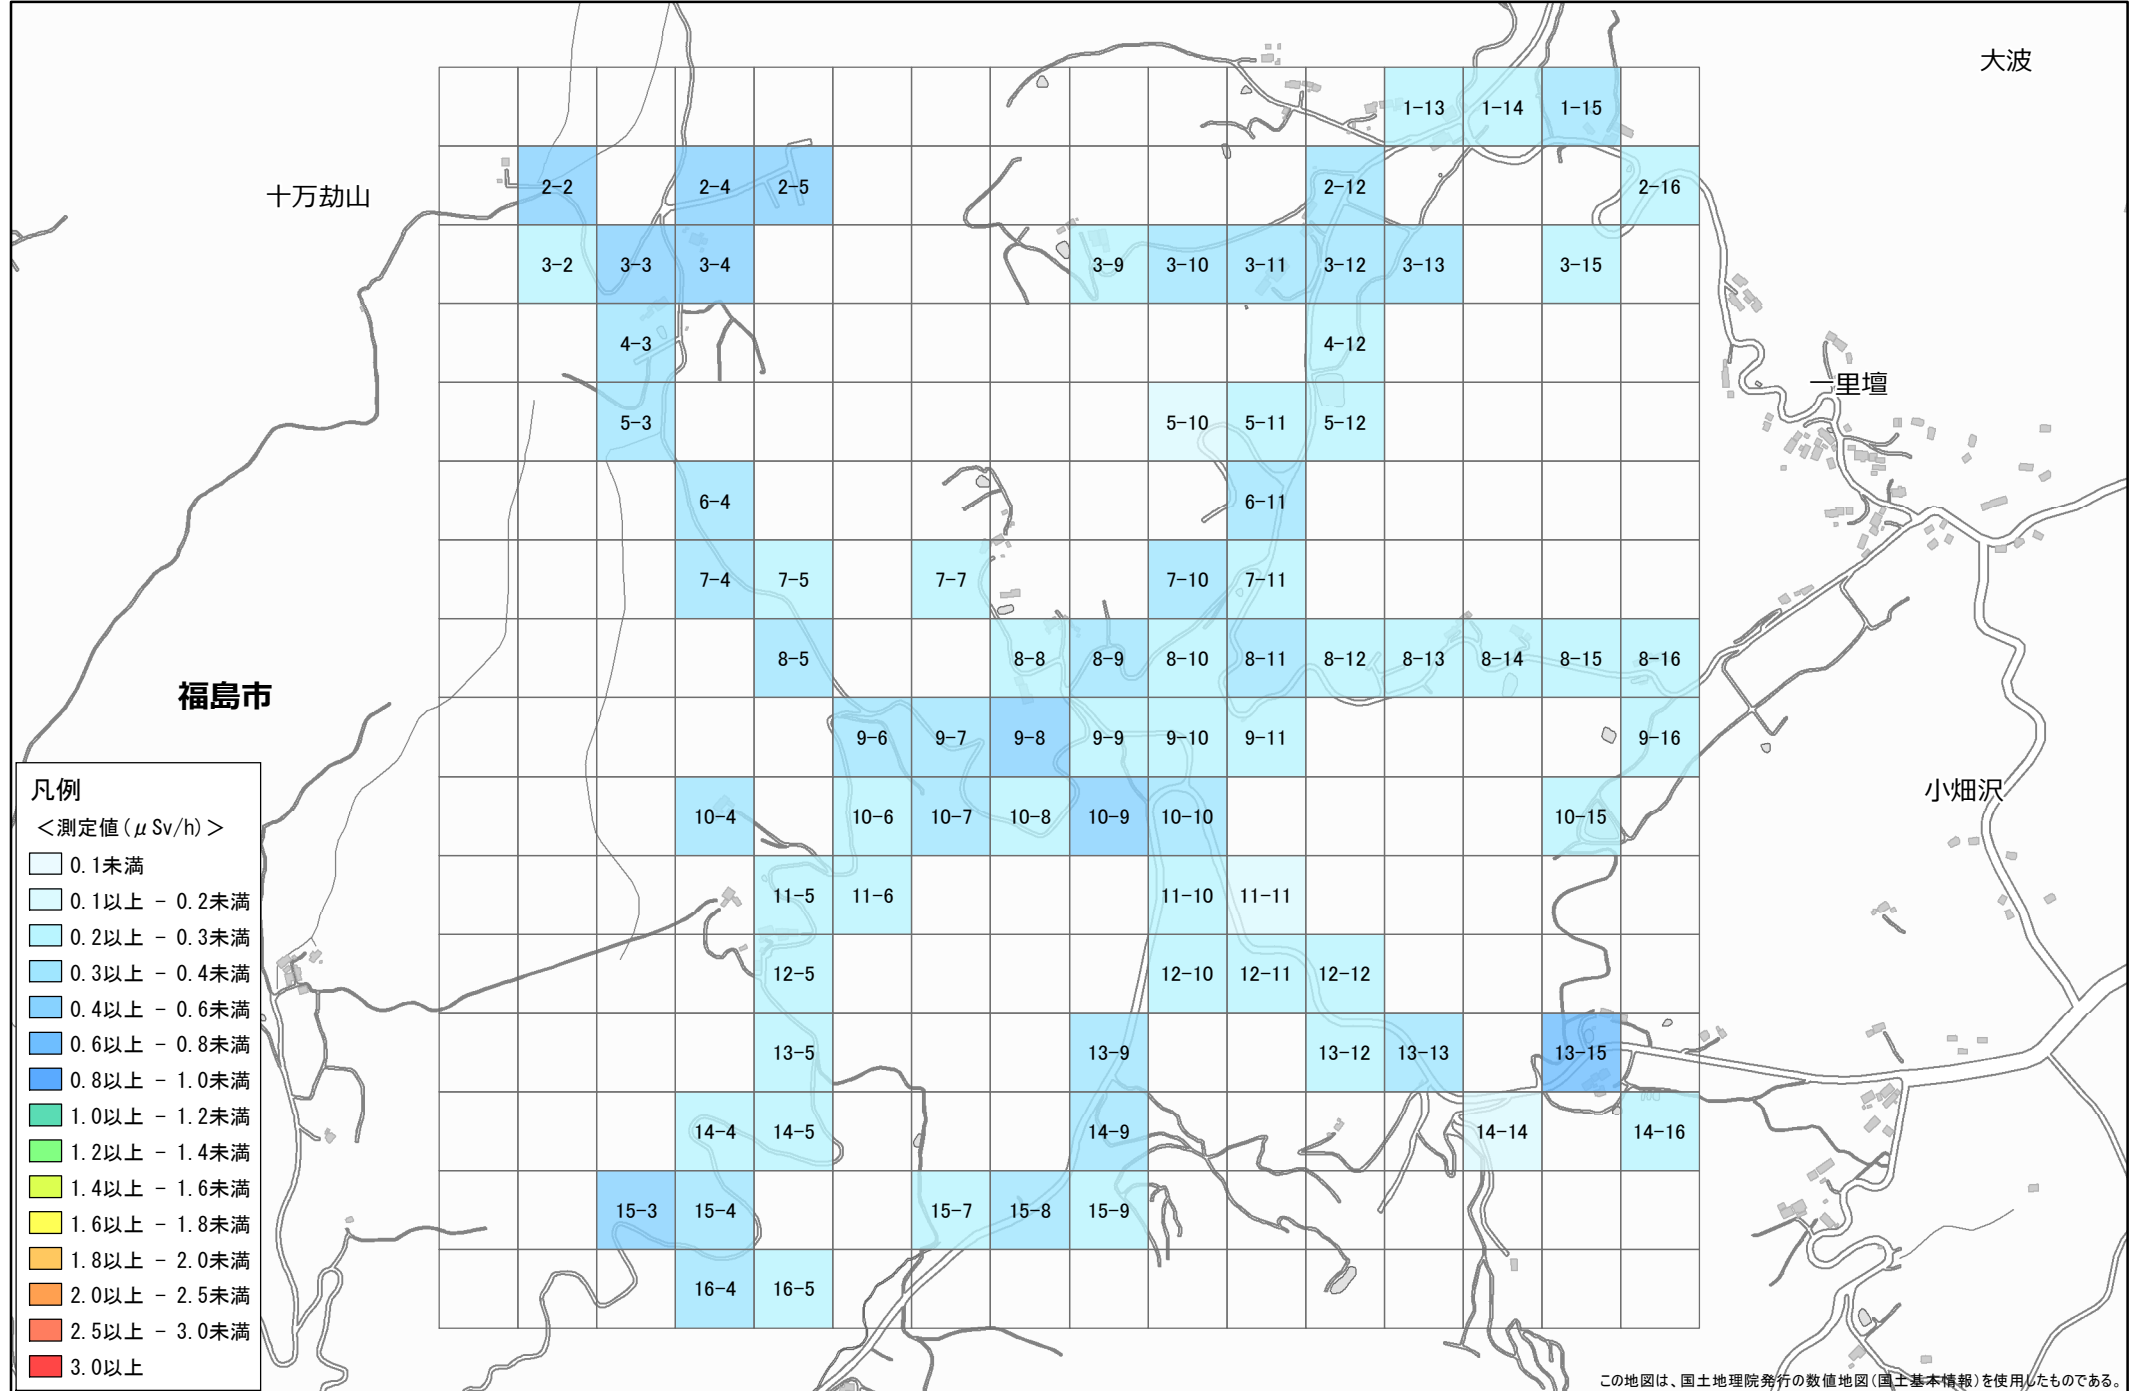 大波
1-13 1-14 1-15
十万劫山
2-2 2-4 2-5 2-12 2-16
3-2 3-3 3-4 3-9 3-10 3-11 3-12 3-13 3-15
4-3 4-12
一里壇
5-3 5-10 5-11 5-12
6-4 6-11
7-4 7-5 7-7 7-10 7-11
8-5 8-8 8-9 8-10 8-11 8-12 8-13 8-14 8-15 8-16
福島市
9-6 9-7 9-8 9-9 9-10 9-11 9-16
小畑沢
10-4 10-6 10-7 10-8 10-9 10-10 10-15
11-5 11-6 11-10 11-11
12-5 12-10 12-11 12-12
13-5 13-9 13-12 13-13 13-15
14-4 14-5 14-9 14-14 14-16
15-3 15-4 15-7 15-8 15-9
16-4 16-5
凡例
＜測定値(μSv/h)＞
0.1未満
0.1以上 - 0.2未満
0.2以上 - 0.3未満
0.3以上 - 0.4未満
0.4以上 - 0.6未満
0.6以上 - 0.8未満
0.8以上 - 1.0未満
1.0以上 - 1.2未満
1.2以上 - 1.4未満
1.4以上 - 1.6未満
1.6以上 - 1.8未満
1.8以上 - 2.0未満
2.0以上 - 2.5未満
2.5以上 - 3.0未満
3.0以上
この地図は、国土地理院発行の数値地図(国土基本情報)を使用したものである。